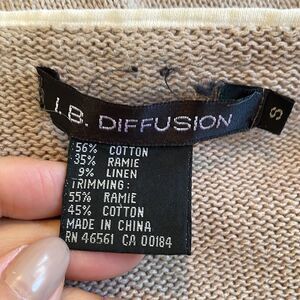 I.B. DIFFUSION
S
56% COTTON
35% RAMIE
9% LINEN
TRIMMING:
55% RAMIE
45% COTTON
MADE IN CHINA
RN 46561 CA 00184